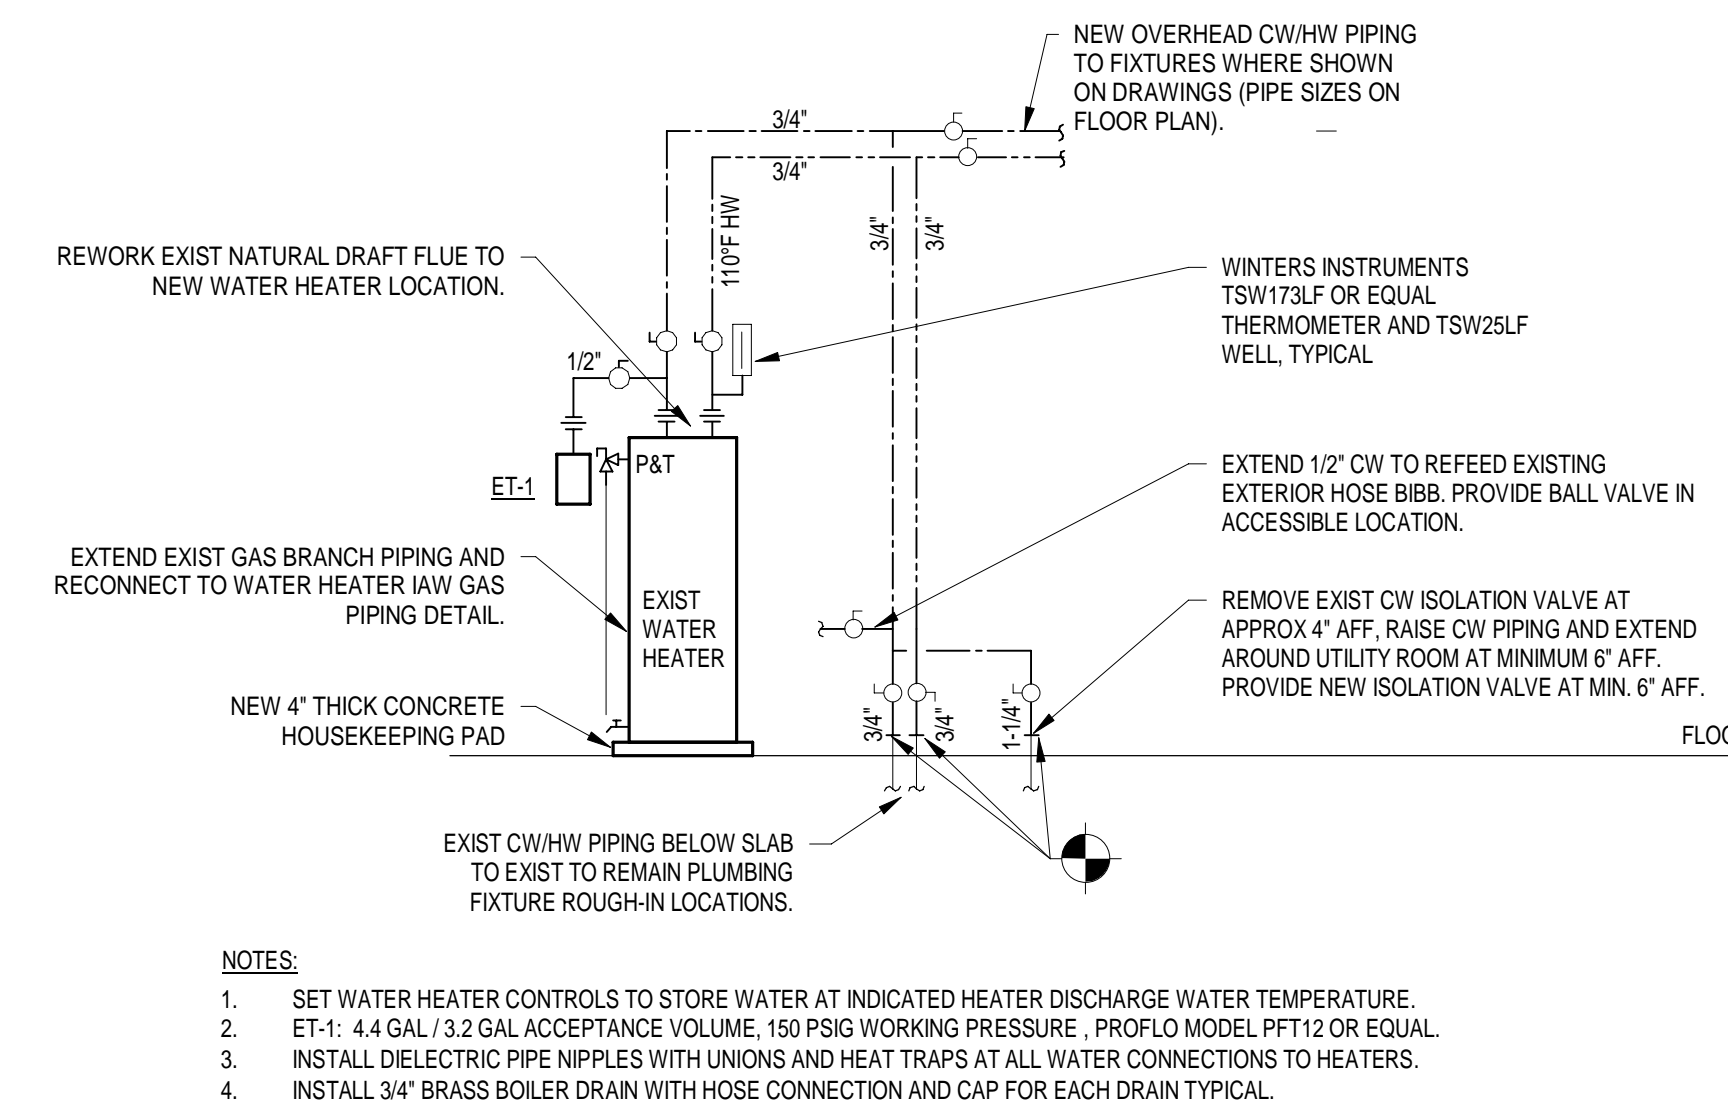 NEW OVERHEAD CW/HW PIPING
TO FIXTURES WHERE SHOWN
ON DRAWINGS (PIPE SIZES ON
FLOOR PLAN).
3/4"
3/4"
110°F HW
3/4"
3/4"
REWORK EXIST NATURAL DRAFT FLUE TO
NEW WATER HEATER LOCATION.
WINTERS INSTRUMENTS
TSW173LF OR EQUAL
THERMOMETER AND TSW25LF
WELL, TYPICAL
1/2"
P&T
ET-1
EXTEND 1/2" CW TO REFEED EXISTING
EXTERIOR HOSE BIBB. PROVIDE BALL VALVE IN
ACCESSIBLE LOCATION.
EXTEND EXIST GAS BRANCH PIPING AND
RECONNECT TO WATER HEATER IAW GAS
PIPING DETAIL.
EXIST
WATER
HEATER
REMOVE EXIST CW ISOLATION VALVE AT
APPROX 4" AFF, RAISE CW PIPING AND EXTEND
AROUND UTILITY ROOM AT MINIMUM 6" AFF.
PROVIDE NEW ISOLATION VALVE AT MIN. 6" AFF.
NEW 4" THICK CONCRETE
HOUSEKEEPING PAD
3/4"
3/4"
1-1/4"
FLOO
EXIST CW/HW PIPING BELOW SLAB
TO EXIST TO REMAIN PLUMBING
FIXTURE ROUGH-IN LOCATIONS.
NOTES:
1. SET WATER HEATER CONTROLS TO STORE WATER AT INDICATED HEATER DISCHARGE WATER TEMPERATURE.
2. ET-1: 4.4 GAL / 3.2 GAL ACCEPTANCE VOLUME, 150 PSIG WORKING PRESSURE , PROFLO MODEL PFT12 OR EQUAL.
3. INSTALL DIELECTRIC PIPE NIPPLES WITH UNIONS AND HEAT TRAPS AT ALL WATER CONNECTIONS TO HEATERS.
4. INSTALL 3/4" BRASS BOILER DRAIN WITH HOSE CONNECTION AND CAP FOR EACH DRAIN TYPICAL.